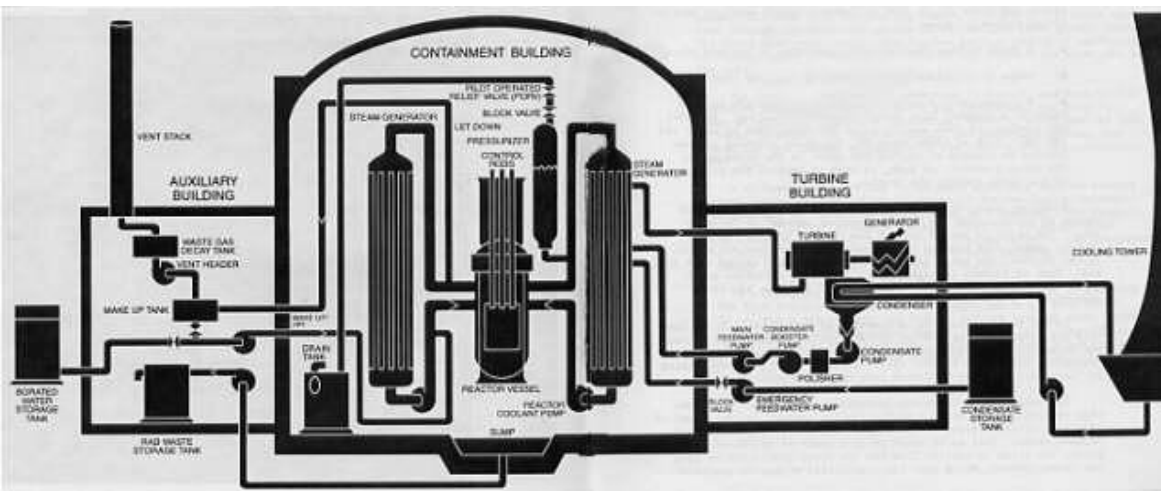 CONTAINMENT BUILDING
PILOT OPERATED
RELIEF VALVE (PORV)
BLOCK VALVE
STEAM GENERATOR
LET DOWN
PRESSURIZER
CONTROL
RODS
STEAM
GENERATOR
VENT STACK
AUXILIARY
BUILDING
TURBINE
BUILDING
WASTE GAS
DECAY TANK
VENT HEADER
MAKE UP TANK
MAKE UP/
DRAIN
TANK
BORATED
WATER
STORAGE
TANK
RAD WASTE
STORAGE TANK
REACTOR VESSEL
REACTOR
COOLANT PUMP
SUMP
GENERATOR
TURBINE
COOLING TOWER
CONDENSER
MAIN
FEEDWATER
PUMP
CONDENSATE
BOOSTER
PUMP
CONDENSATE
PUMP
POLISHER
BLOCK
VALVE
EMERGENCY
FEEDWATER PUMP
CONDENSATE
STORAGE
TANK